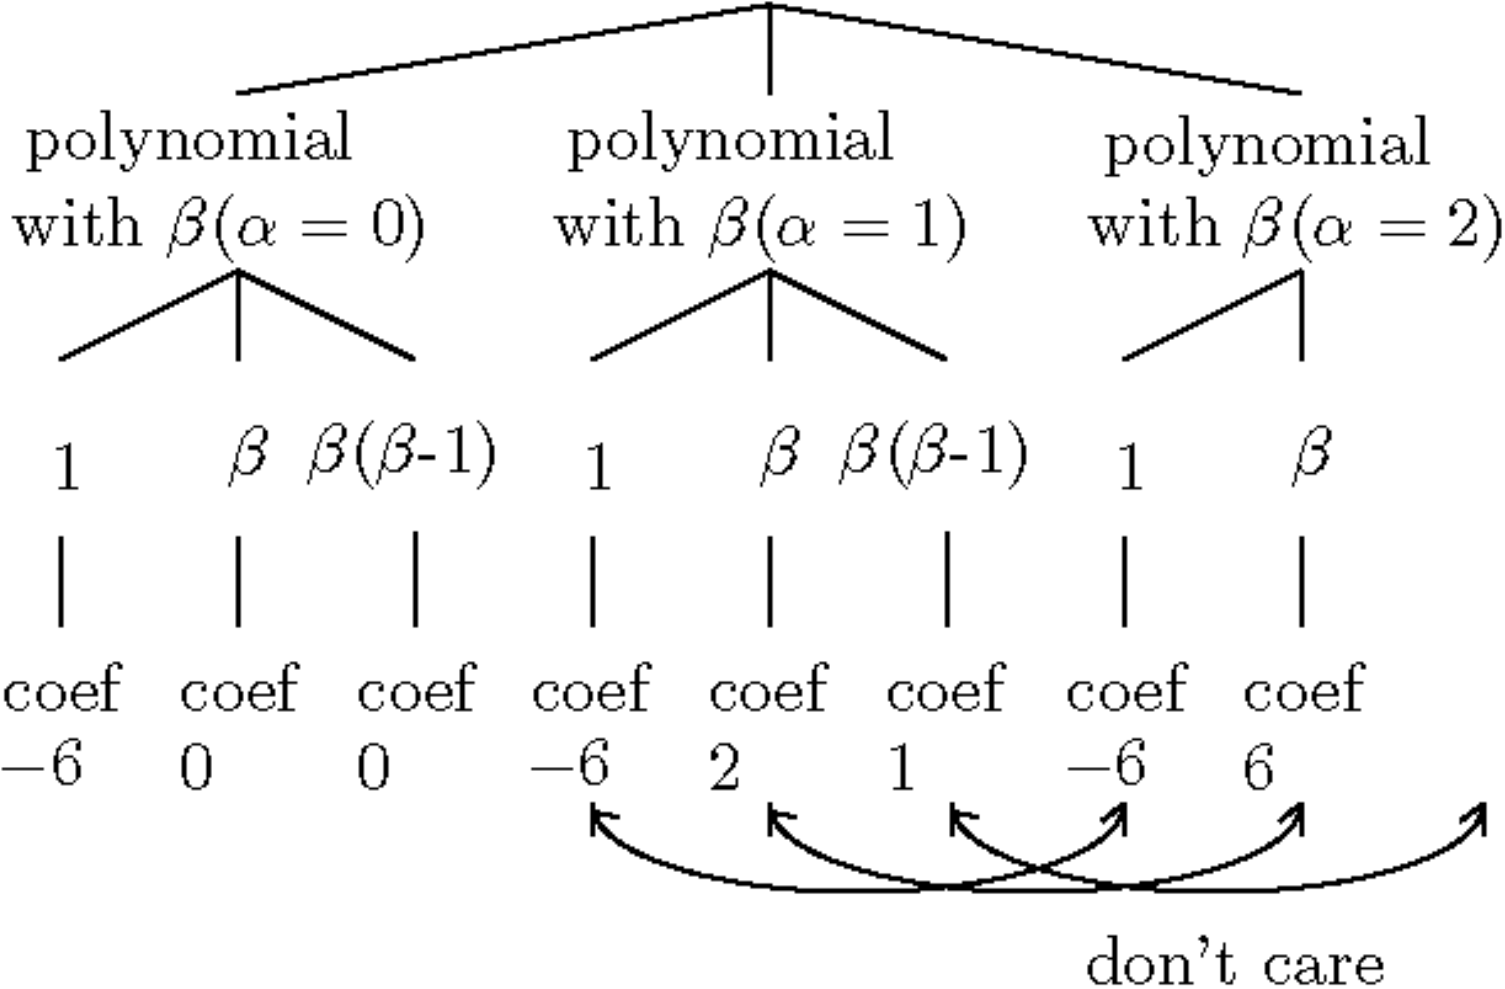 polynomial polynomial polynomial
with β(α = 0) with β(α = 1) with β(α = 2)
1 β β(β-1) 1 β β(β-1) 1 β
coef coef coef coef coef coef coef coef
−6 0 0 −6 2 1 −6 6
don't care